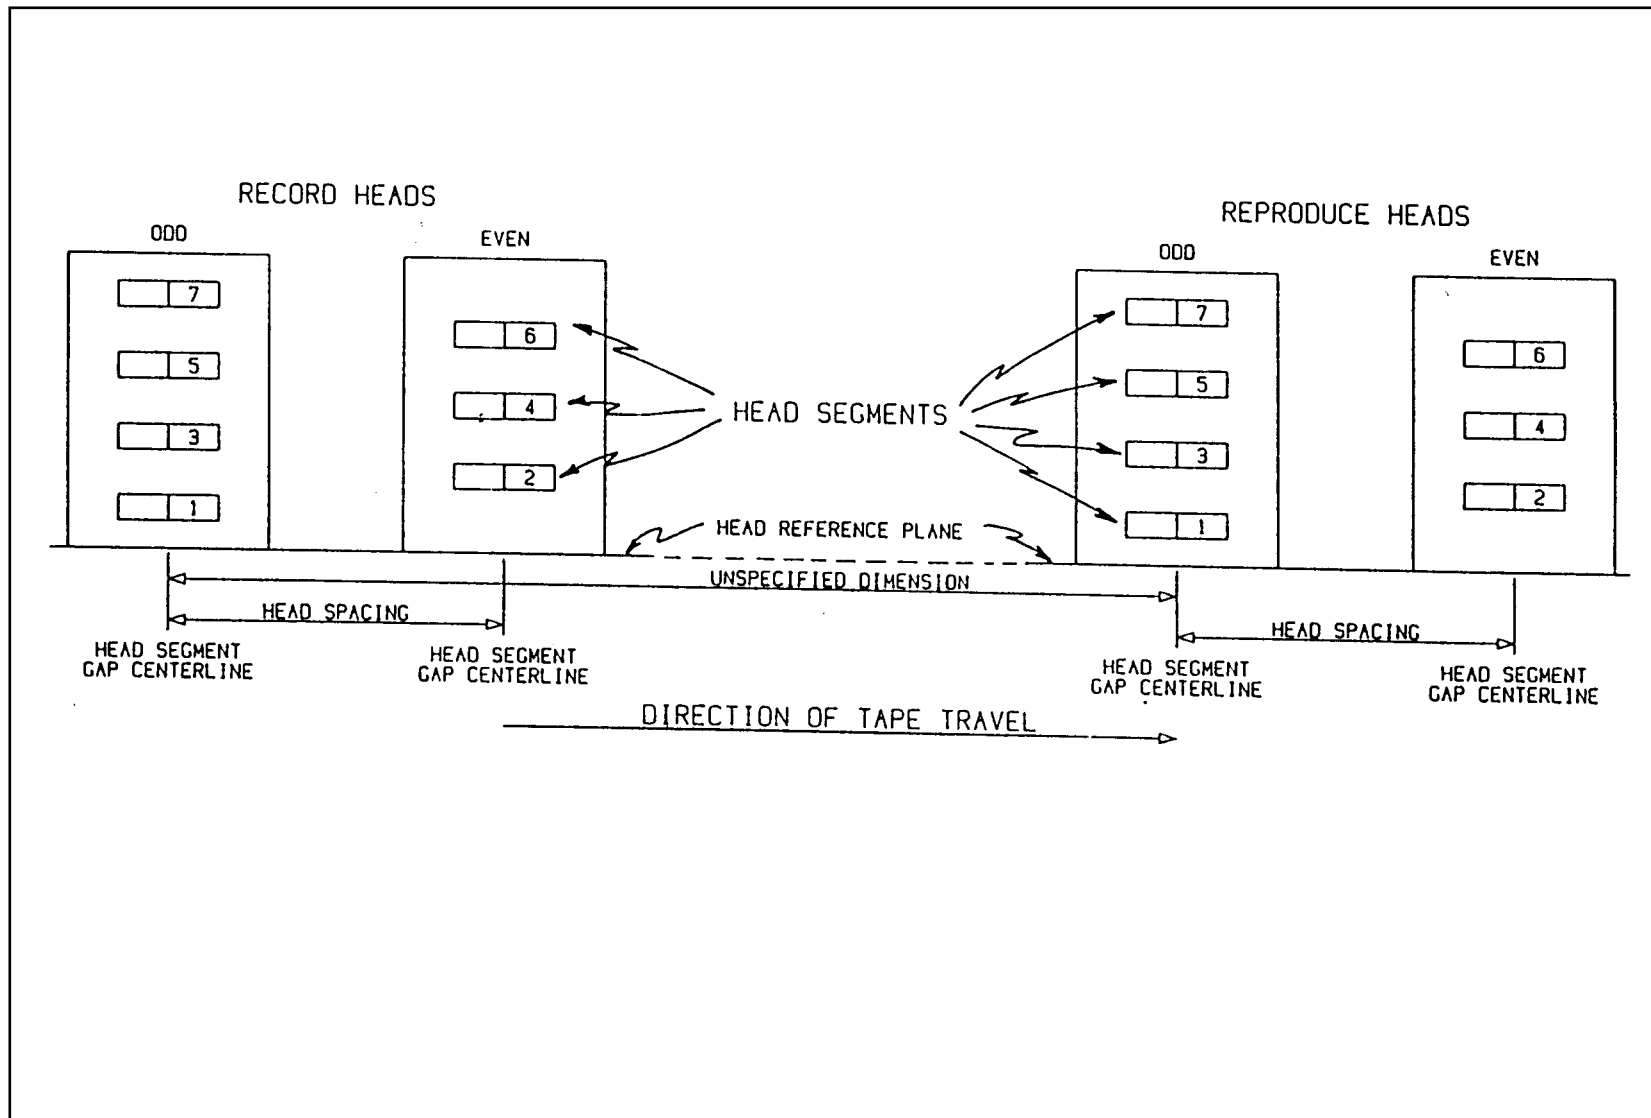 RECORD HEADS
REPRODUCE HEADS
ODD
EVEN
ODD
EVEN
7
5
3
1
6
4
2
HEAD SEGMENTS
7
5
3
1
6
4
2
HEAD REFERENCE PLANE
UNSPECIFIED DIMENSION
HEAD SPACING
HEAD SPACING
HEAD SEGMENT
GAP CENTERLINE
HEAD SEGMENT
GAP CENTERLINE
HEAD SEGMENT
GAP CENTERLINE
HEAD SEGMENT
GAP CENTERLINE
DIRECTION OF TAPE TRAVEL